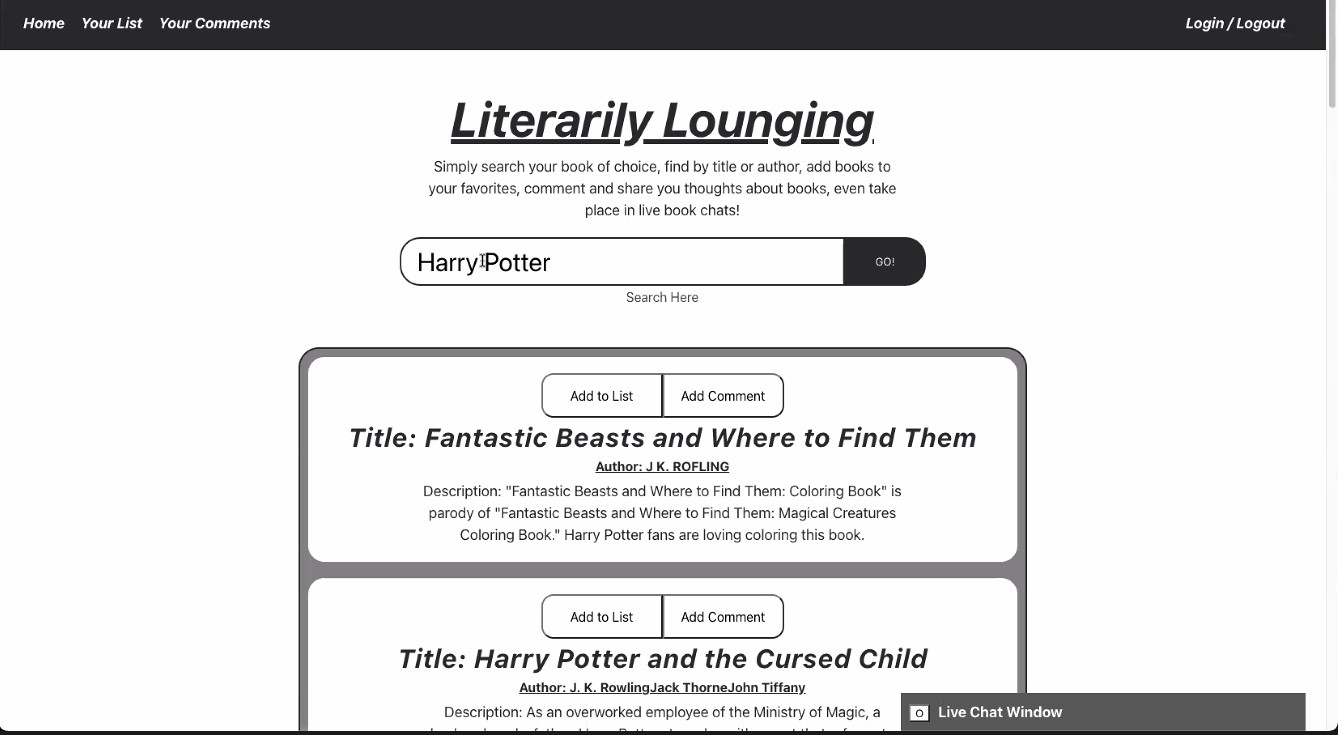 Home Your List Your Comments Login / Logout
Literarily Lounging
Simply search your book of choice, find by title or author, add books to
your favorites, comment and share you thoughts about books, even take
place in live book chats!
Harry Potter GO!
Search Here
Add to List Add Comment
Title: Fantastic Beasts and Where to Find Them
Author: J K. ROFLING
Description: "Fantastic Beasts and Where to Find Them: Coloring Book" is
parody of "Fantastic Beasts and Where to Find Them: Magical Creatures
Coloring Book." Harry Potter fans are loving coloring this book.
Add to List Add Comment
Title: Harry Potter and the Cursed Child
Author: J. K. RowlingJack ThorneJohn Tiffany
Description: As an overworked employee of the Ministry of Magic, a
O Live Chat Window